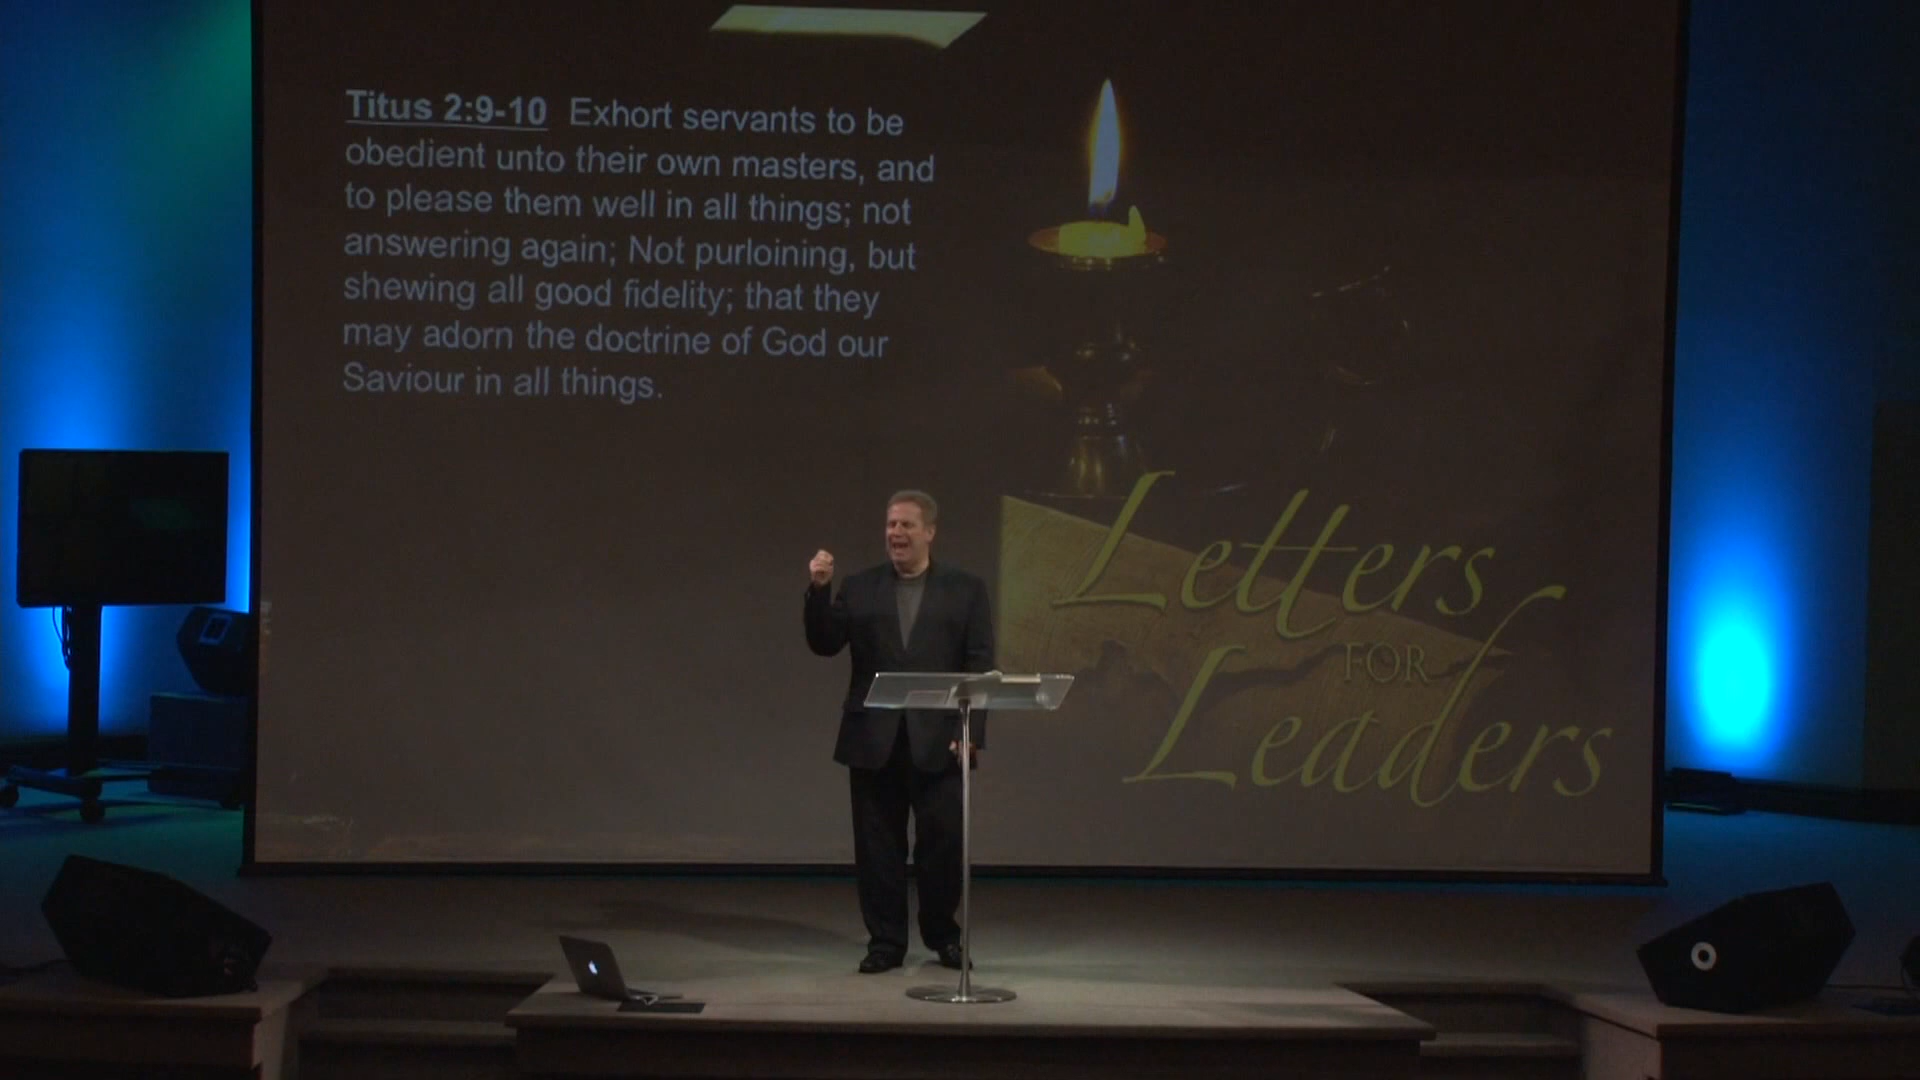 Titus 2:9-10 Exhort servants to be
obedient unto their own masters, and
to please them well in all things; not
answering again; Not purloining, but
shewing all good fidelity; that they
may adorn the doctrine of God our
Saviour in all things.
Letters
FOR
Leaders